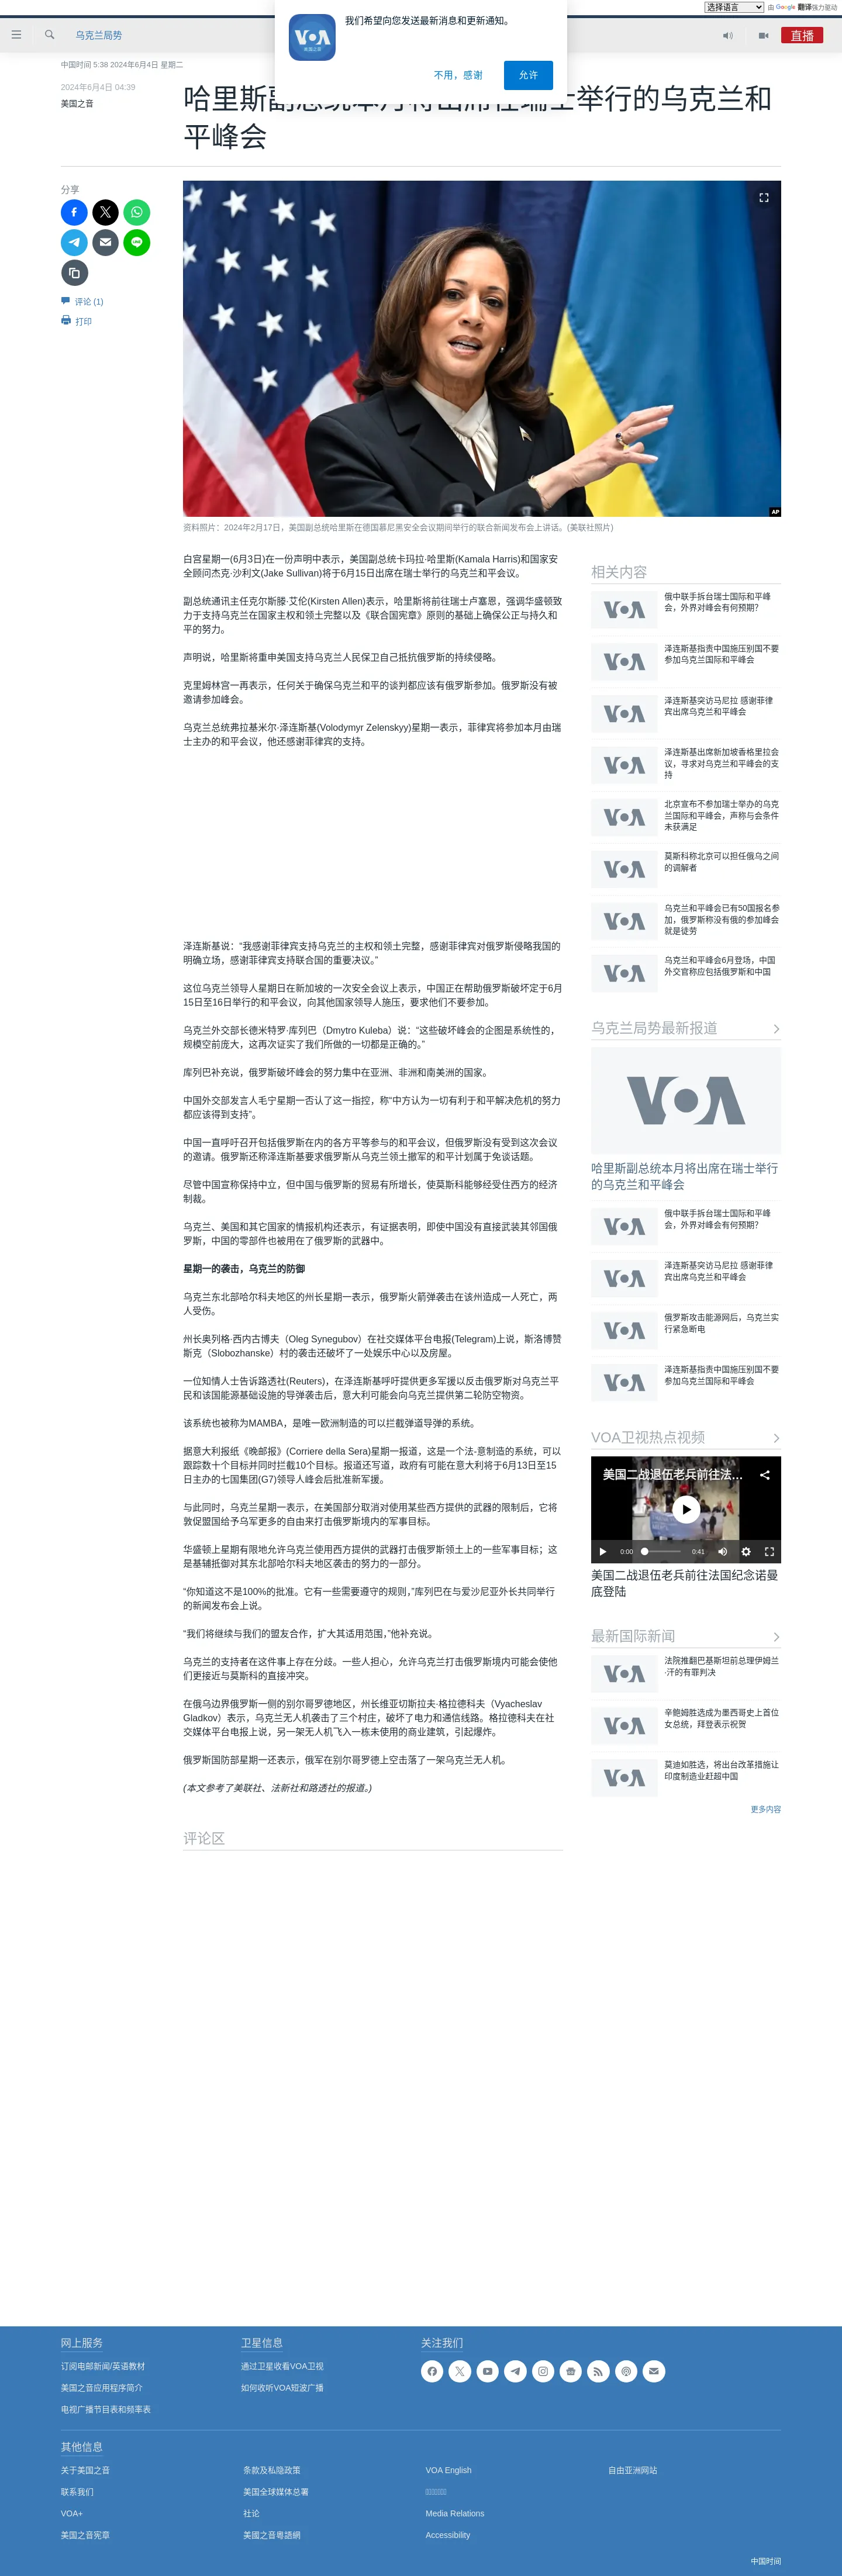 选择语言
由 Google 翻译强力驱动
我们希望向您发送最新消息和更新通知。
VOA
美国之音
不用，感谢
允许
乌克兰局势
直播
中国时间 5:38 2024年6月4日 星期二
2024年6月4日 04:39
美国之音
哈里斯副总统本月将出席在瑞士举行的乌克兰和
平峰会
分享
评论 (1)
打印
AP
资料照片：2024年2月17日，美国副总统哈里斯在德国慕尼黑安全会议期间举行的联合新闻发布会上讲话。(美联社照片)
白宫星期一(6月3日)在一份声明中表示，美国副总统卡玛拉·哈里斯(Kamala Harris)和国家安
全顾问杰克·沙利文(Jake Sullivan)将于6月15日出席在瑞士举行的乌克兰和平会议。
副总统通讯主任克尔斯滕·艾伦(Kirsten Allen)表示，哈里斯将前往瑞士卢塞恩，强调华盛顿致
力于支持乌克兰在国家主权和领土完整以及《联合国宪章》原则的基础上确保公正与持久和
平的努力。
声明说，哈里斯将重申美国支持乌克兰人民保卫自己抵抗俄罗斯的持续侵略。
克里姆林宫一再表示，任何关于确保乌克兰和平的谈判都应该有俄罗斯参加。俄罗斯没有被
邀请参加峰会。
乌克兰总统弗拉基米尔·泽连斯基(Volodymyr Zelenskyy)星期一表示，菲律宾将参加本月由瑞
士主办的和平会议，他还感谢菲律宾的支持。
泽连斯基说：“我感谢菲律宾支持乌克兰的主权和领土完整，感谢菲律宾对俄罗斯侵略我国的
明确立场，感谢菲律宾支持联合国的重要决议。”
这位乌克兰领导人星期日在新加坡的一次安全会议上表示，中国正在帮助俄罗斯破坏定于6月
15日至16日举行的和平会议，向其他国家领导人施压，要求他们不要参加。
乌克兰外交部长德米特罗·库列巴（Dmytro Kuleba）说：“这些破坏峰会的企图是系统性的，
规模空前庞大，这再次证实了我们所做的一切都是正确的。”
库列巴补充说，俄罗斯破坏峰会的努力集中在亚洲、非洲和南美洲的国家。
中国外交部发言人毛宁星期一否认了这一指控，称“中方认为一切有利于和平解决危机的努力
都应该得到支持”。
中国一直呼吁召开包括俄罗斯在内的各方平等参与的和平会议，但俄罗斯没有受到这次会议
的邀请。俄罗斯还称泽连斯基要求俄罗斯从乌克兰领土撤军的和平计划属于免谈话题。
尽管中国宣称保持中立，但中国与俄罗斯的贸易有所增长，使莫斯科能够经受住西方的经济
制裁。
乌克兰、美国和其它国家的情报机构还表示，有证据表明，即使中国没有直接武装其邻国俄
罗斯，中国的零部件也被用在了俄罗斯的武器中。
星期一的袭击，乌克兰的防御
乌克兰东北部哈尔科夫地区的州长星期一表示，俄罗斯火箭弹袭击在该州造成一人死亡，两
人受伤。
州长奥列格·西内古博夫（Oleg Synegubov）在社交媒体平台电报(Telegram)上说，斯洛博赞
斯克（Slobozhanske）村的袭击还破坏了一处娱乐中心以及房屋。
一位知情人士告诉路透社(Reuters)，在泽连斯基呼吁提供更多军援以反击俄罗斯对乌克兰平
民和该国能源基础设施的导弹袭击后，意大利可能会向乌克兰提供第二轮防空物资。
该系统也被称为MAMBA，是唯一欧洲制造的可以拦截弹道导弹的系统。
据意大利报纸《晚邮报》(Corriere della Sera)星期一报道，这是一个法-意制造的系统，可以
跟踪数十个目标并同时拦截10个目标。报道还写道，政府有可能在意大利将于6月13日至15
日主办的七国集团(G7)领导人峰会后批准新军援。
与此同时，乌克兰星期一表示，在美国部分取消对使用某些西方提供的武器的限制后，它将
敦促盟国给予乌军更多的自由来打击俄罗斯境内的军事目标。
华盛顿上星期有限地允许乌克兰使用西方提供的武器打击俄罗斯领土上的一些军事目标；这
是基辅抵御对其东北部哈尔科夫地区袭击的努力的一部分。
“你知道这不是100%的批准。它有一些需要遵守的规则，”库列巴在与爱沙尼亚外长共同举行
的新闻发布会上说。
“我们将继续与我们的盟友合作，扩大其适用范围，”他补充说。
乌克兰的支持者在这件事上存在分歧。一些人担心，允许乌克兰打击俄罗斯境内可能会使他
们更接近与莫斯科的直接冲突。
在俄乌边界俄罗斯一侧的别尔哥罗德地区，州长维亚切斯拉夫·格拉德科夫（Vyacheslav
Gladkov）表示，乌克兰无人机袭击了三个村庄，破坏了电力和通信线路。格拉德科夫在社
交媒体平台电报上说，另一架无人机飞入一栋未使用的商业建筑，引起爆炸。
俄罗斯国防部星期一还表示，俄军在别尔哥罗德上空击落了一架乌克兰无人机。
(本文参考了美联社、法新社和路透社的报道。)
评论区
相关内容
俄中联手拆台瑞士国际和平峰
会，外界对峰会有何预期？
泽连斯基指责中国施压别国不要
参加乌克兰国际和平峰会
泽连斯基突访马尼拉 感谢菲律
宾出席乌克兰和平峰会
泽连斯基出席新加坡香格里拉会
议，寻求对乌克兰和平峰会的支
持
北京宣布不参加瑞士举办的乌克
兰国际和平峰会，声称与会条件
未获满足
莫斯科称北京可以担任俄乌之间
的调解者
乌克兰和平峰会已有50国报名参
加，俄罗斯称没有俄的参加峰会
就是徒劳
乌克兰和平峰会6月登场，中国
外交官称应包括俄罗斯和中国
乌克兰局势最新报道
VOA
哈里斯副总统本月将出席在瑞士举行
的乌克兰和平峰会
俄中联手拆台瑞士国际和平峰
会，外界对峰会有何预期？
泽连斯基突访马尼拉 感谢菲律
宾出席乌克兰和平峰会
俄罗斯攻击能源网后，乌克兰实
行紧急断电
泽连斯基指责中国施压别国不要
参加乌克兰国际和平峰会
VOA卫视热点视频
美国二战退伍老兵前往法...
0:00
0:41
美国二战退伍老兵前往法国纪念诺曼
底登陆
最新国际新闻
法院推翻巴基斯坦前总理伊姆兰
·汗的有罪判决
辛鲍姆胜选成为墨西哥史上首位
女总统，拜登表示祝贺
莫迪如胜选，将出台改革措施让
印度制造业赶超中国
更多内容
网上服务
订阅电邮新闻/英语教材
美国之音应用程序简介
电视广播节目表和频率表
卫星信息
通过卫星收看VOA卫视
如何收听VOA短波广播
关注我们
其他信息
关于美国之音
条款及私隐政策
VOA English
自由亚洲网站
联系我们
美国全球媒体总署
VOA+
社论
Media Relations
美国之音宪章
美國之音粵語網
Accessibility
中国时间